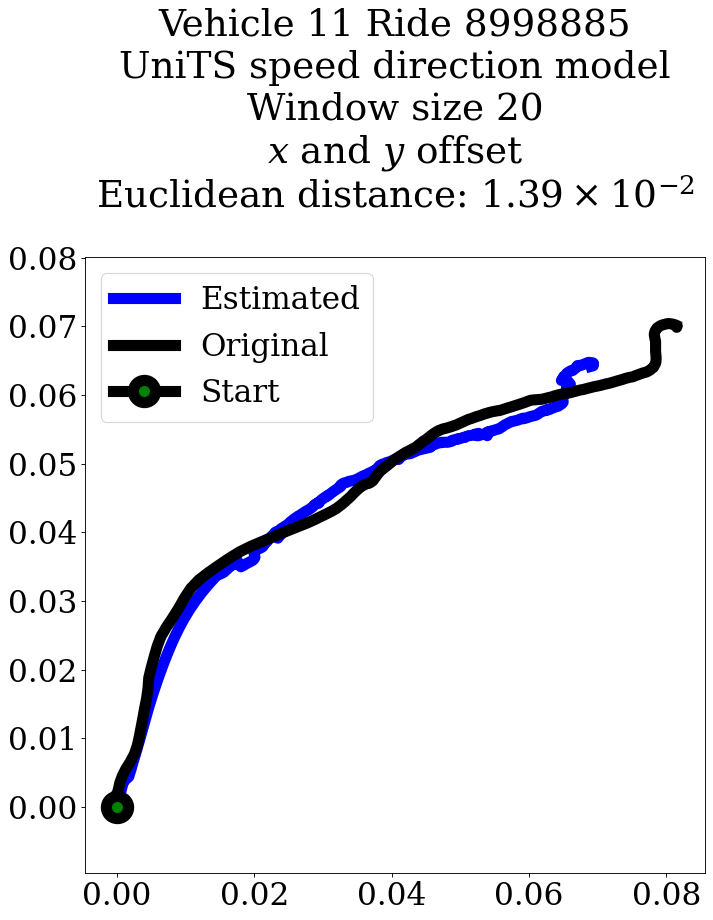 Vehicle 11 Ride 8998885
UniTS speed direction model
Window size 20
x and y offset
Euclidean distance: 1.39 × 10⁻²
0.08
0.07
0.06
0.05
0.04
0.03
0.02
0.01
0.00
Estimated
Original
Start
0.00 0.02 0.04 0.06 0.08